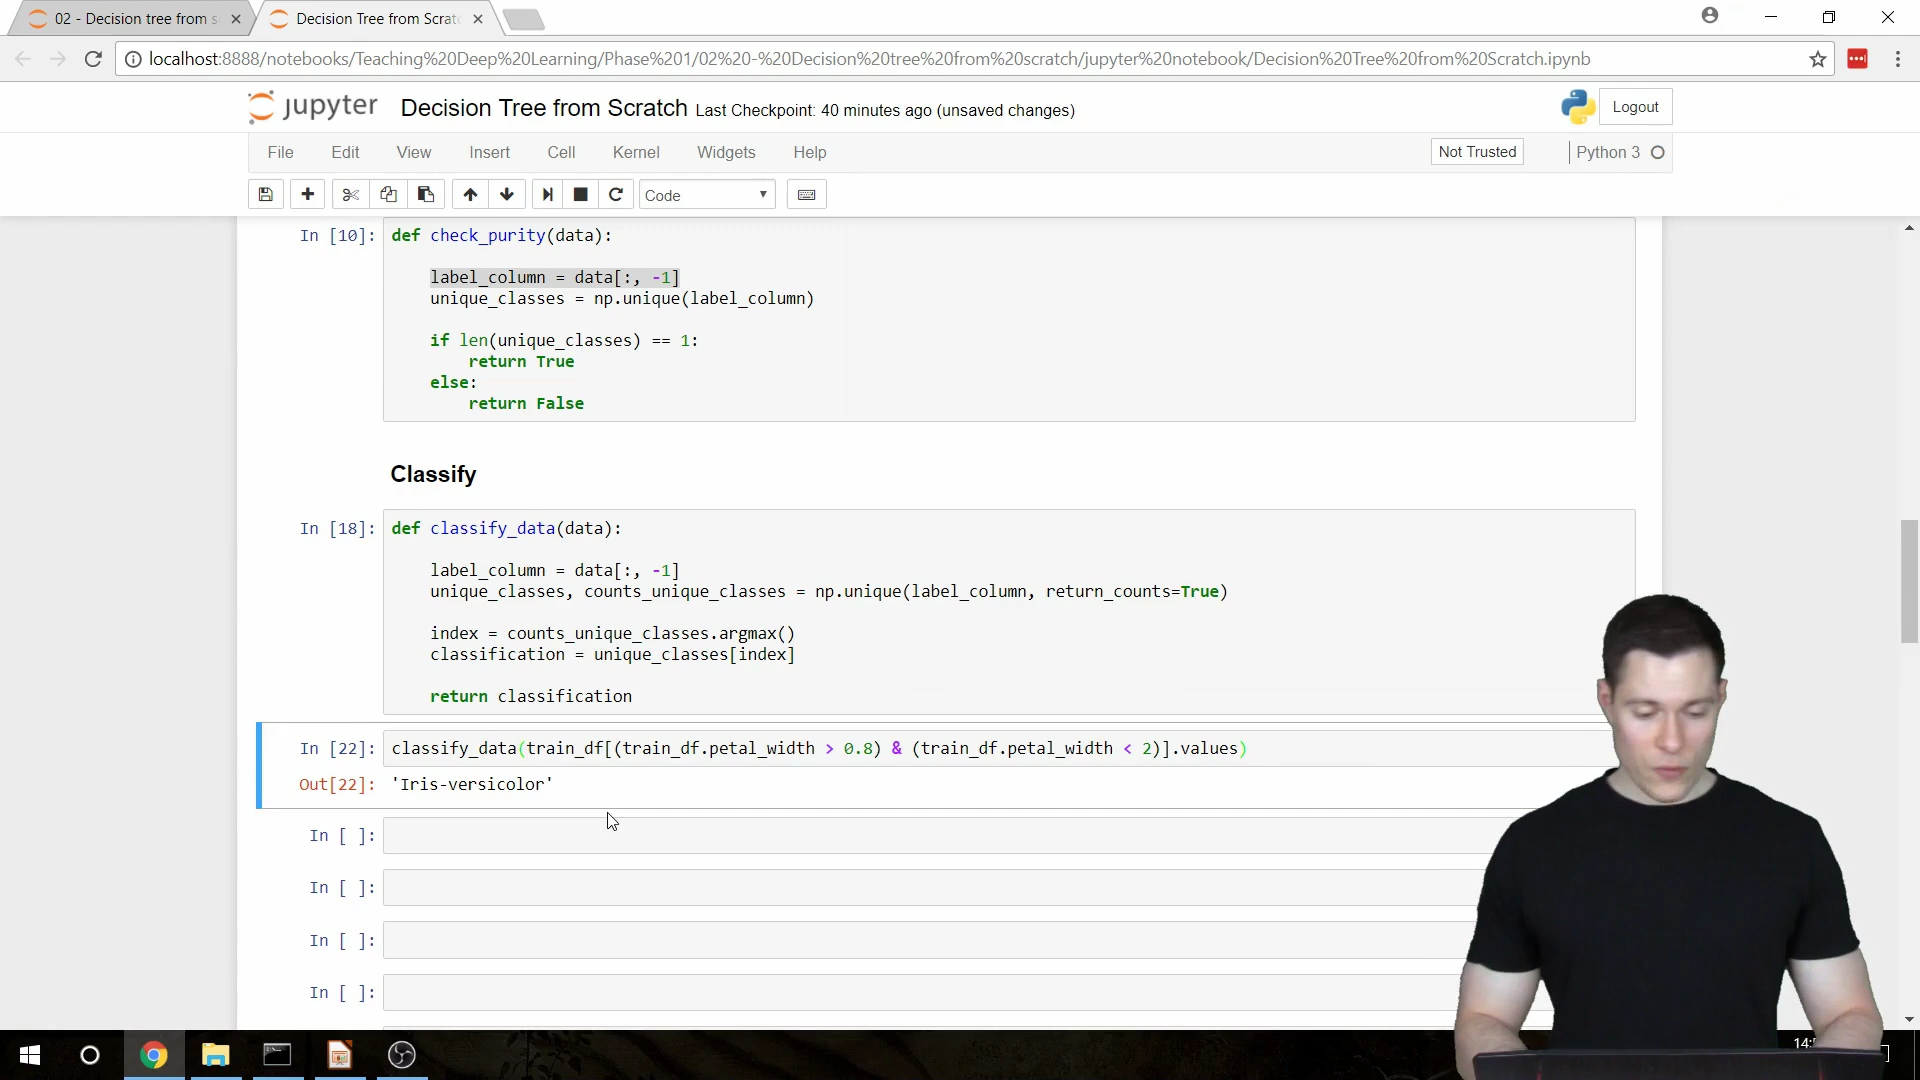 02 - Decision tree from s
Decision Tree from Scrat
localhost:8888/notebooks/Teaching%20Deep%20Learning/Phase%201/02%20-%20Decision%20tree%20from%20scratch/jupyter%20notebook/Decision%20Tree%20from%20Scratch.ipynb
jupyter Decision Tree from Scratch Last Checkpoint: 40 minutes ago (unsaved changes)
Logout
File Edit View Insert Cell Kernel Widgets Help
Not Trusted
Python 3
Code
In [10]: def check_purity(data):
label_column = data[:, -1]
unique_classes = np.unique(label_column)
if len(unique_classes) == 1:
return True
else:
return False
Classify
In [18]: def classify_data(data):
label_column = data[:, -1]
unique_classes, counts_unique_classes = np.unique(label_column, return_counts=True)
index = counts_unique_classes.argmax()
classification = unique_classes[index]
return classification
In [22]: classify_data(train_df[(train_df.petal_width > 0.8) & (train_df.petal_width < 2)].values)
Out[22]: 'Iris-versicolor'
In [ ]:
In [ ]:
In [ ]:
In [ ]: